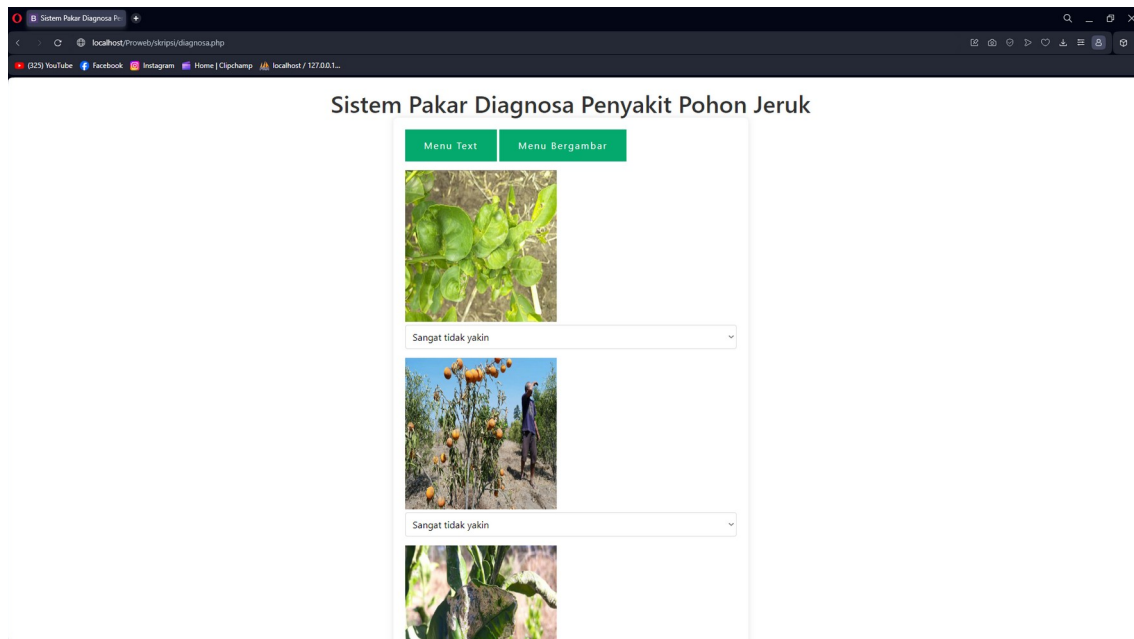 Sistem Pakar Diagnosa Pe
localhost/Proweb/skripsi/diagnosa.php
(325) YouTube Facebook Instagram Home | Clipchamp localhost / 127.0.0.1...
Sistem Pakar Diagnosa Penyakit Pohon Jeruk
Menu Text Menu Bergambar
Sangat tidak yakin
Sangat tidak yakin